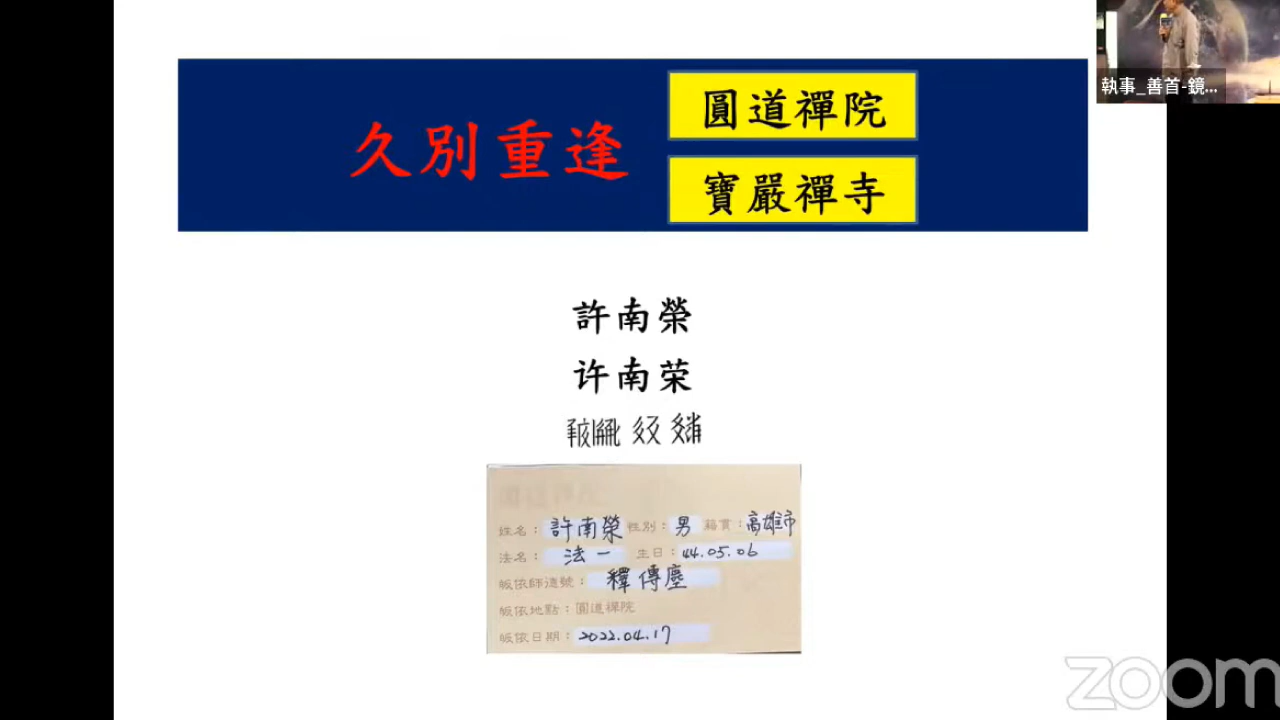 久別重逢
圓道禪院
寶嚴禪寺
執事_善首-鏡...
許南榮
许南荣
姓名：許南榮 性別：男 籍貫：高雄市
法名：法一 生日：44.05.06
皈依師德號：釋傳塵
皈依地點：圓道禪院
皈依日期：2022.04.17
zoom